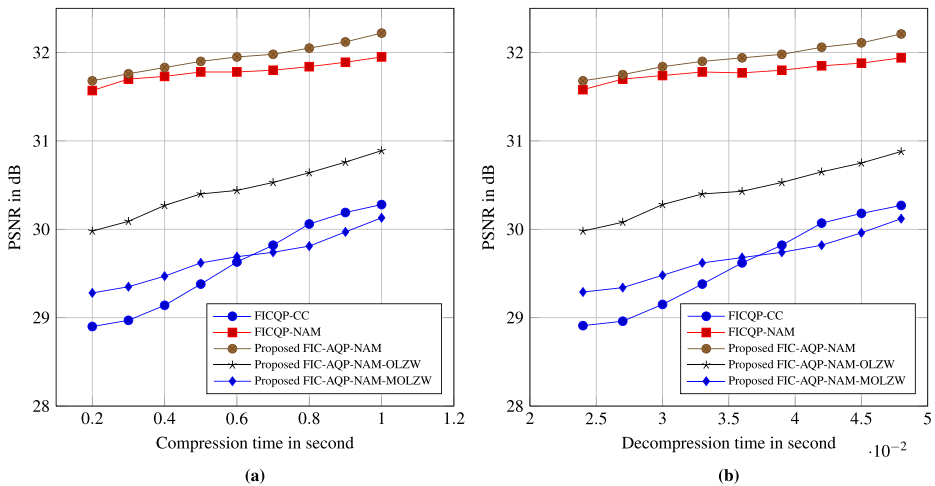 32
31
30
29
28
PSNR in dB
0.2
0.4
0.6
0.8
1
1.2
Compression time in second
FICQP-CC
FICQP-NAM
Proposed FIC-AQP-NAM
Proposed FIC-AQP-NAM-OLZW
Proposed FIC-AQP-NAM-MOLZW
(a)
32
31
30
29
28
PSNR in dB
2
2.5
3
3.5
4
4.5
5
Decompression time in second
·10⁻²
FICQP-CC
FICQP-NAM
Proposed FIC-AQP-NAM
Proposed FIC-AQP-NAM-OLZW
Proposed FIC-AQP-NAM-MOLZW
(b)